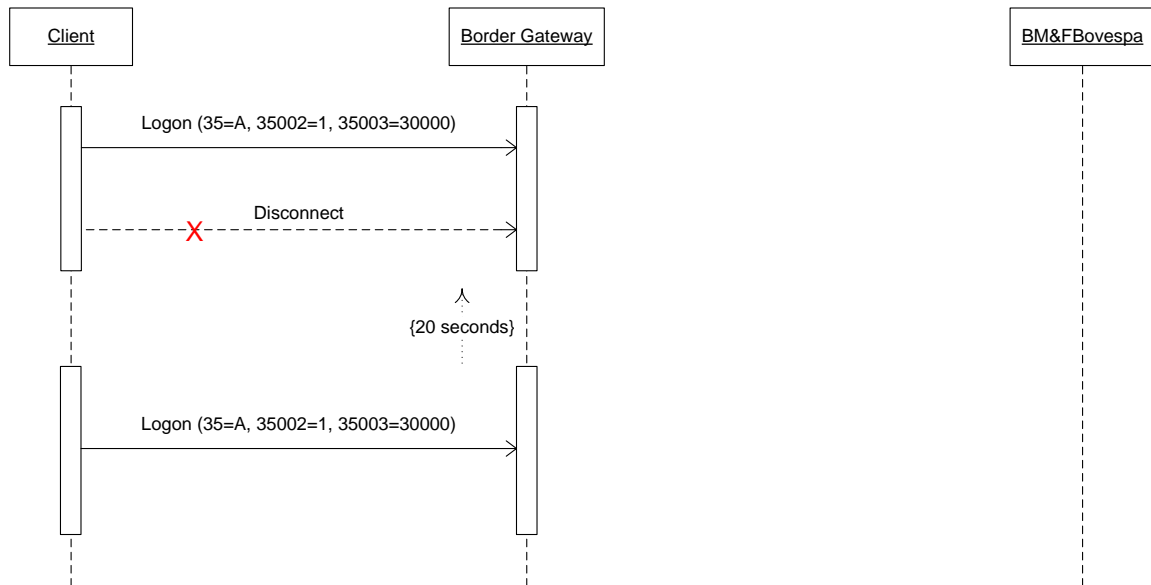 Client
Border Gateway
BM&FBovespa
Logon (35=A, 35002=1, 35003=30000)
Disconnect
X
{20 seconds}
Logon (35=A, 35002=1, 35003=30000)